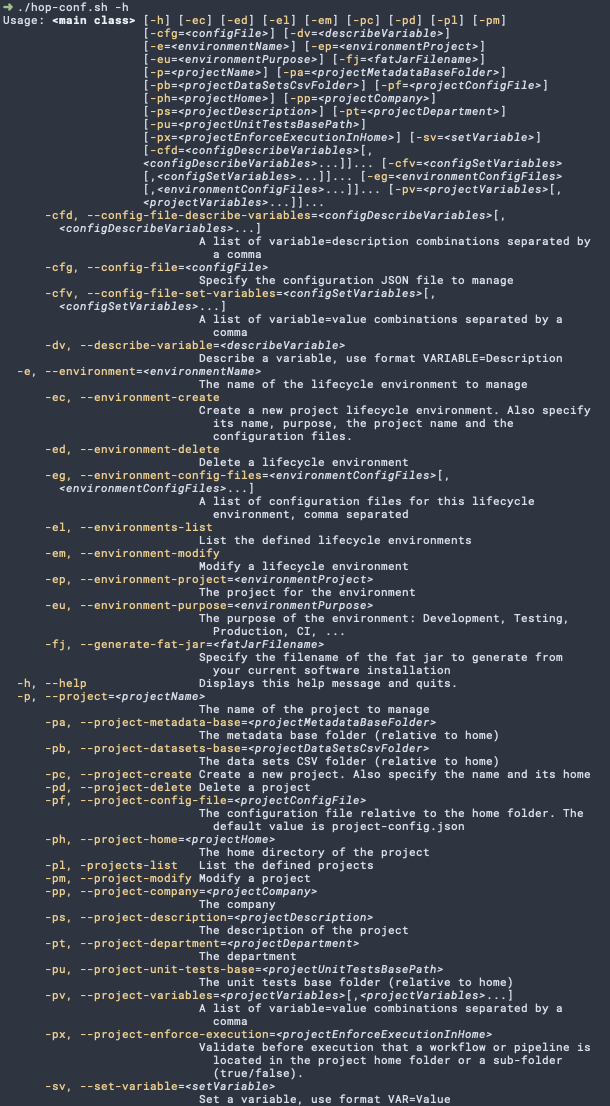 ➜ ./hop-conf.sh -h
Usage: <main class> [-h] [-ec] [-ed] [-el] [-em] [-pc] [-pd] [-pl] [-pm]
[-cfg=<configFile>] [-dv=<describeVariable>]
[-e=<environmentName>] [-ep=<environmentProject>]
[-eu=<environmentPurpose>] [-fj=<fatJarFilename>]
[-p=<projectName>] [-pa=<projectMetadataBaseFolder>]
[-pb=<projectDataSetsCsvFolder>] [-pf=<projectConfigFile>]
[-ph=<projectHome>] [-pp=<projectCompany>]
[-ps=<projectDescription>] [-pt=<projectDepartment>]
[-pu=<projectUnitTestsBasePath>]
[-px=<projectEnforceExecutionInHome>] [-sv=<setVariable>]
[-cfd=<configDescribeVariables>[,
<configDescribeVariables>...]]... [-cfv=<configSetVariables>
[,<configSetVariables>...]]... [-eg=<environmentConfigFiles>
[,<environmentConfigFiles>...]]... [-pv=<projectVariables>[,
<projectVariables>...]]...
-cfd, --config-file-describe-variables=<configDescribeVariables>[,
<configDescribeVariables>...]
A list of variable=description combinations separated by
a comma
-cfg, --config-file=<configFile>
Specify the configuration JSON file to manage
-cfv, --config-file-set-variables=<configSetVariables>[,
<configSetVariables>...]
A list of variable=value combinations separated by a
comma
-dv, --describe-variable=<describeVariable>
Describe a variable, use format VARIABLE=Description
-e, --environment=<environmentName>
The name of the lifecycle environment to manage
-ec, --environment-create
Create a new project lifecycle environment. Also specify
its name, purpose, the project name and the
configuration files.
-ed, --environment-delete
Delete a lifecycle environment
-eg, --environment-config-files=<environmentConfigFiles>[,
<environmentConfigFiles>...]
A list of configuration files for this lifecycle
environment, comma separated
-el, --environments-list
List the defined lifecycle environments
-em, --environment-modify
Modify a lifecycle environment
-ep, --environment-project=<environmentProject>
The project for the environment
-eu, --environment-purpose=<environmentPurpose>
The purpose of the environment: Development, Testing,
Production, CI, ...
-fj, --generate-fat-jar=<fatJarFilename>
Specify the filename of the fat jar to generate from
your current software installation
-h, --help Displays this help message and quits.
-p, --project=<projectName>
The name of the project to manage
-pa, --project-metadata-base=<projectMetadataBaseFolder>
The metadata base folder (relative to home)
-pb, --project-datasets-base=<projectDataSetsCsvFolder>
The data sets CSV folder (relative to home)
-pc, --project-create Create a new project. Also specify the name and its home
-pd, --project-delete Delete a project
-pf, --project-config-file=<projectConfigFile>
The configuration file relative to the home folder. The
default value is project-config.json
-ph, --project-home=<projectHome>
The home directory of the project
-pl, -projects-list List the defined projects
-pm, --project-modify Modify a project
-pp, --project-company=<projectCompany>
The company
-ps, --project-description=<projectDescription>
The description of the project
-pt, --project-department=<projectDepartment>
The department
-pu, --project-unit-tests-base=<projectUnitTestsBasePath>
The unit tests base folder (relative to home)
-pv, --project-variables=<projectVariables>[,<projectVariables>...]
A list of variable=value combinations separated by a
comma
-px, --project-enforce-execution=<projectEnforceExecutionInHome>
Validate before execution that a workflow or pipeline is
located in the project home folder or a sub-folder
(true/false).
-sv, --set-variable=<setVariable>
Set a variable, use format VAR=Value